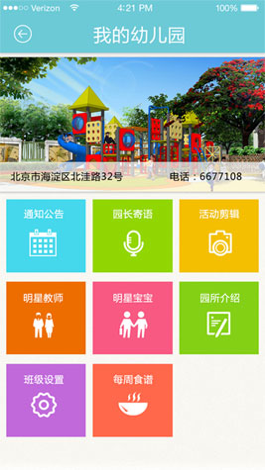 Verizon 4:21 PM 100%
我的幼儿园
北京市海淀区北洼路32号 电话：6677108
通知公告 园长寄语 活动剪辑
明星教师 明星宝宝 园所介绍
班级设置 每周食谱